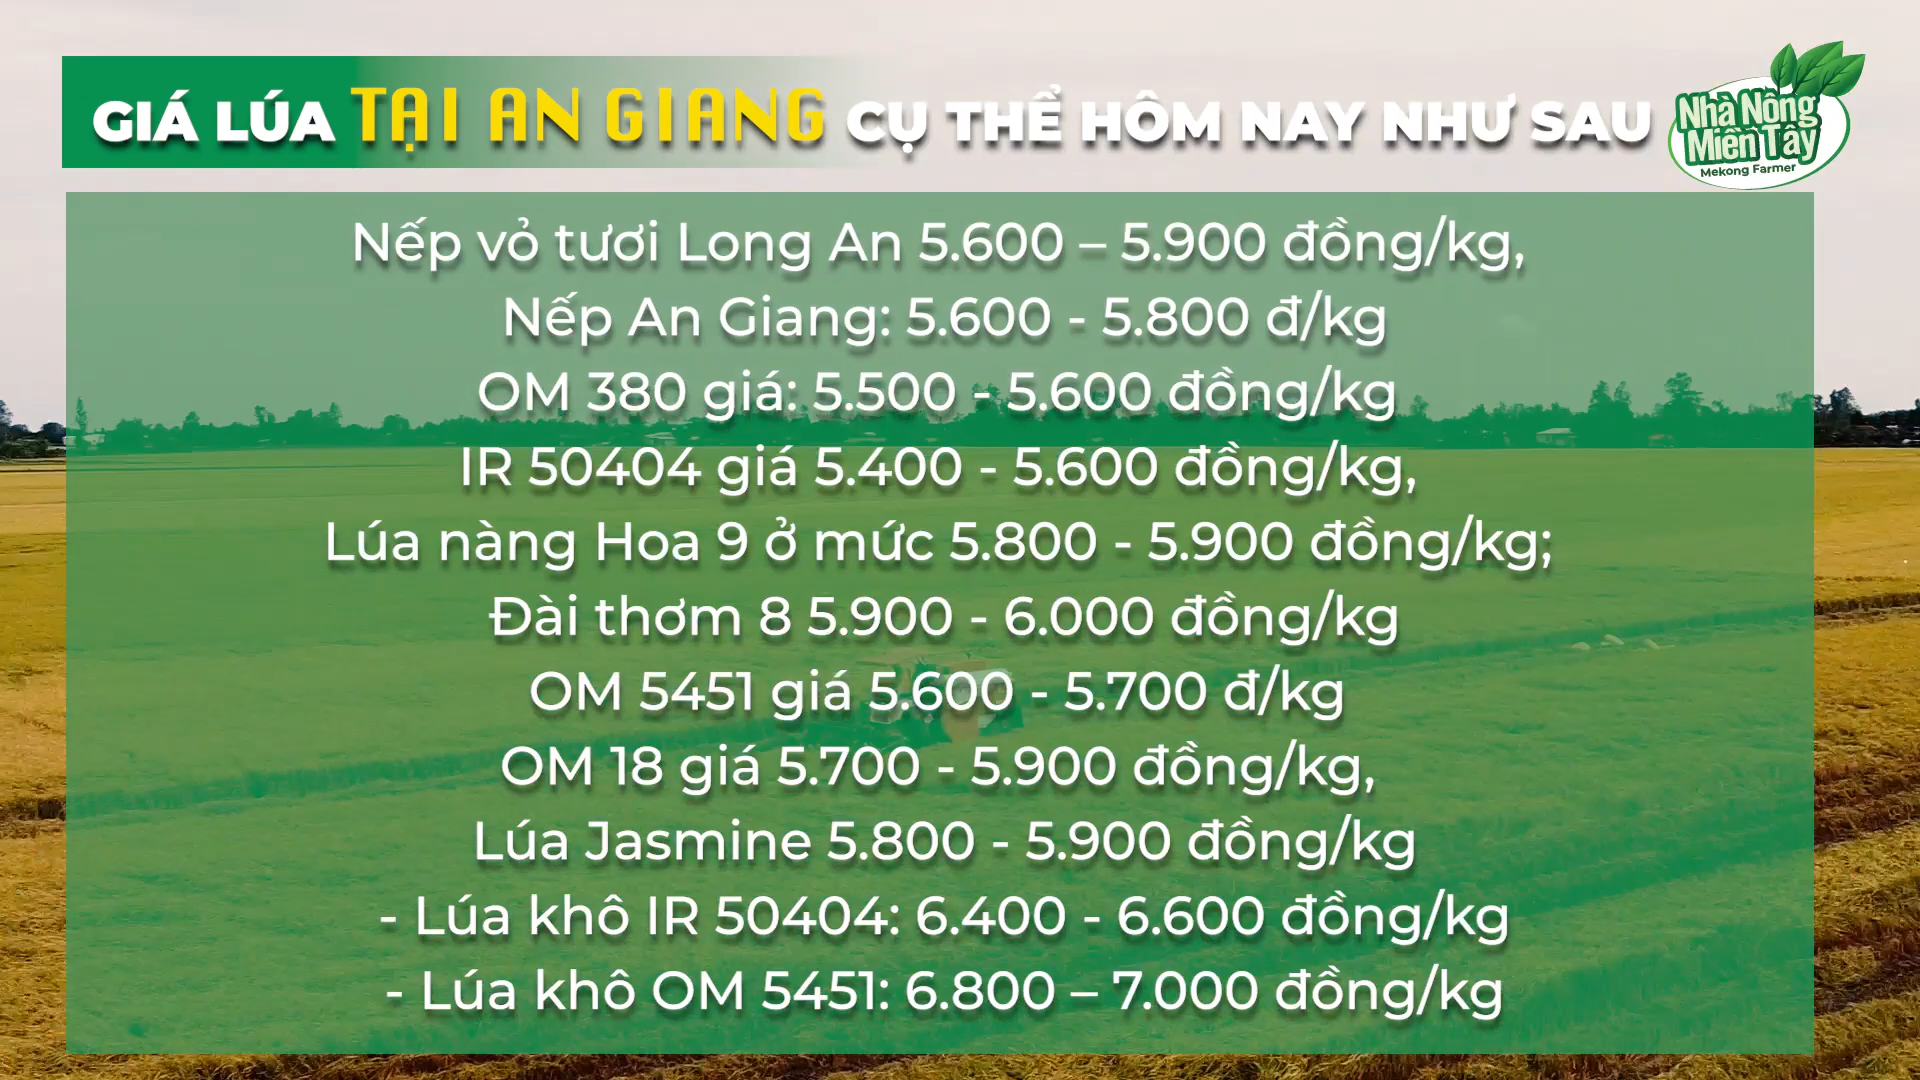 GIÁ LÚA TẠI AN GIANG CỤ THỂ HÔM NAY NHƯ SAU
Nhà Nông
Miền Tây
Mekong Farmer
Nếp vỏ tươi Long An 5.600 – 5.900 đồng/kg,
Nếp An Giang: 5.600 - 5.800 đ/kg
OM 380 giá: 5.500 - 5.600 đồng/kg
IR 50404 giá 5.400 - 5.600 đồng/kg,
Lúa nàng Hoa 9 ở mức 5.800 - 5.900 đồng/kg;
Đài thơm 8 5.900 - 6.000 đồng/kg
OM 5451 giá 5.600 - 5.700 đ/kg
OM 18 giá 5.700 - 5.900 đồng/kg,
Lúa Jasmine 5.800 - 5.900 đồng/kg
- Lúa khô IR 50404: 6.400 - 6.600 đồng/kg
- Lúa khô OM 5451: 6.800 – 7.000 đồng/kg